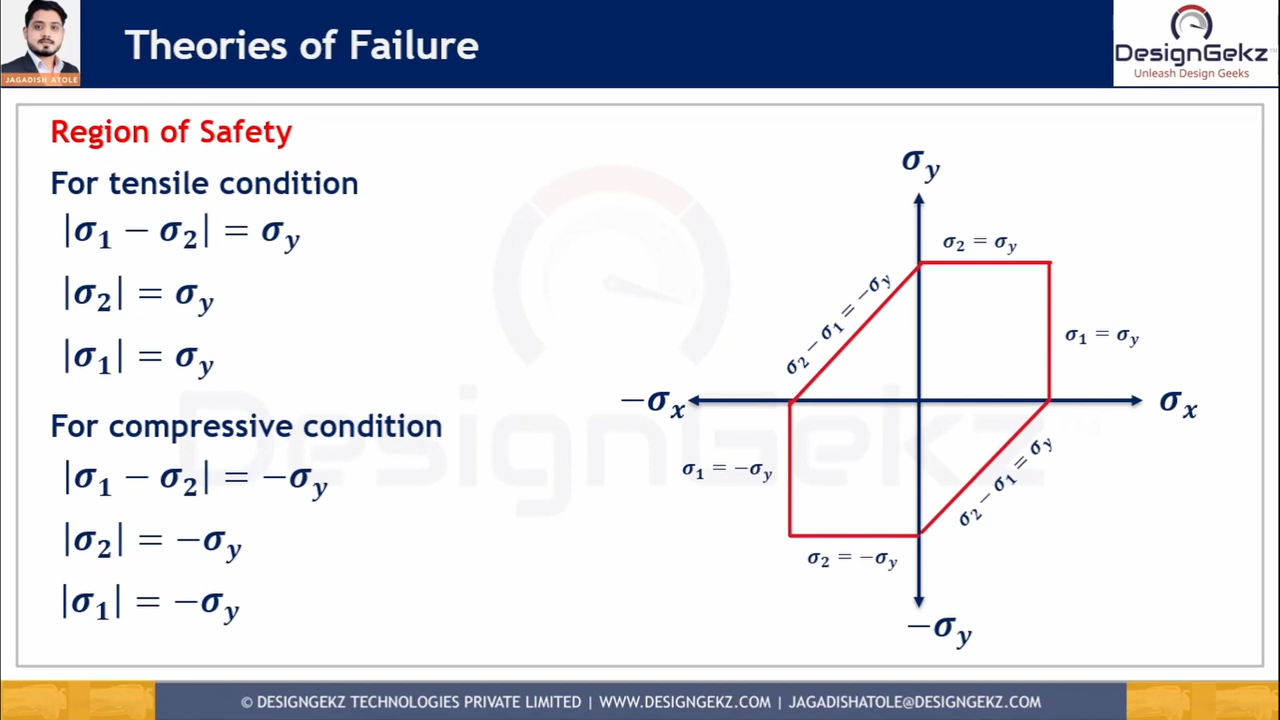 Theories of Failure
JAGADISH ATOLE
DesignGekz™
Unleash Design Geeks
Region of Safety
For tensile condition
|σ₁ − σ₂| = σ_y
|σ₂| = σ_y
|σ₁| = σ_y
For compressive condition
|σ₁ − σ₂| = −σ_y
|σ₂| = −σ_y
|σ₁| = −σ_y
σ_y
σ₂ = σ_y
σ₂ − σ₁ = −σ_y
σ₁ = σ_y
−σ_x
σ_x
σ₁ = −σ_y
σ₂ − σ₁ = σ_y
σ₂ = −σ_y
−σ_y
DesignGekz™
© DESIGNGEKZ TECHNOLOGIES PRIVATE LIMITED | WWW.DESIGNGEKZ.COM | JAGADISHATOLE@DESIGNGEKZ.COM